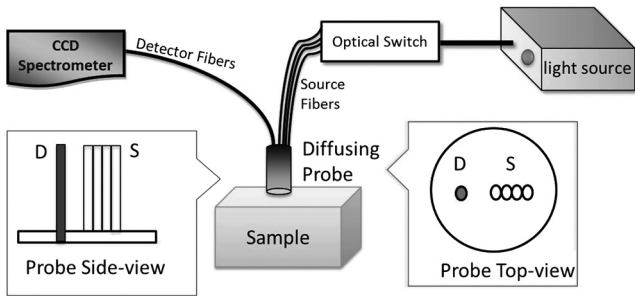 CCD
Spectrometer
Detector Fibers
Optical Switch
light source
Source
Fibers
Diffusing
Probe
Sample
D
S
Probe Side-view
D
S
Probe Top-view